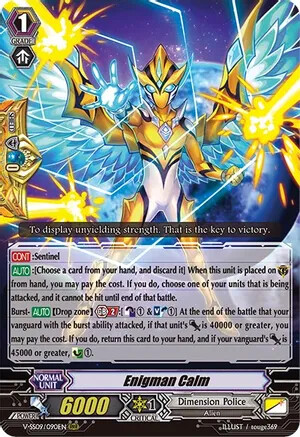 1
GRADE
To display unyielding strength. That is the key to victory.
CONT:Sentinel
AUTO:[Choose a card from your hand, and discard it] When this unit is placed on
from hand, you may pay the cost. If you do, choose one of your units that is being
attacked, and it cannot be hit until end of that battle.
Burst- AUTO [Drop zone] 2: [ & V ] At the end of the battle that your
vanguard with the burst ability attacked, if that unit's is 40000 or greater, you
may pay the cost. If you do, return this card to your hand, and if your vanguard's is
45000 or greater, 1.
NORMAL
UNIT
Enigman Calm
POWER
6000
1
CRITICAL
Dimension Police
Alien
V-SS09/090EN
ILLUST / touge369